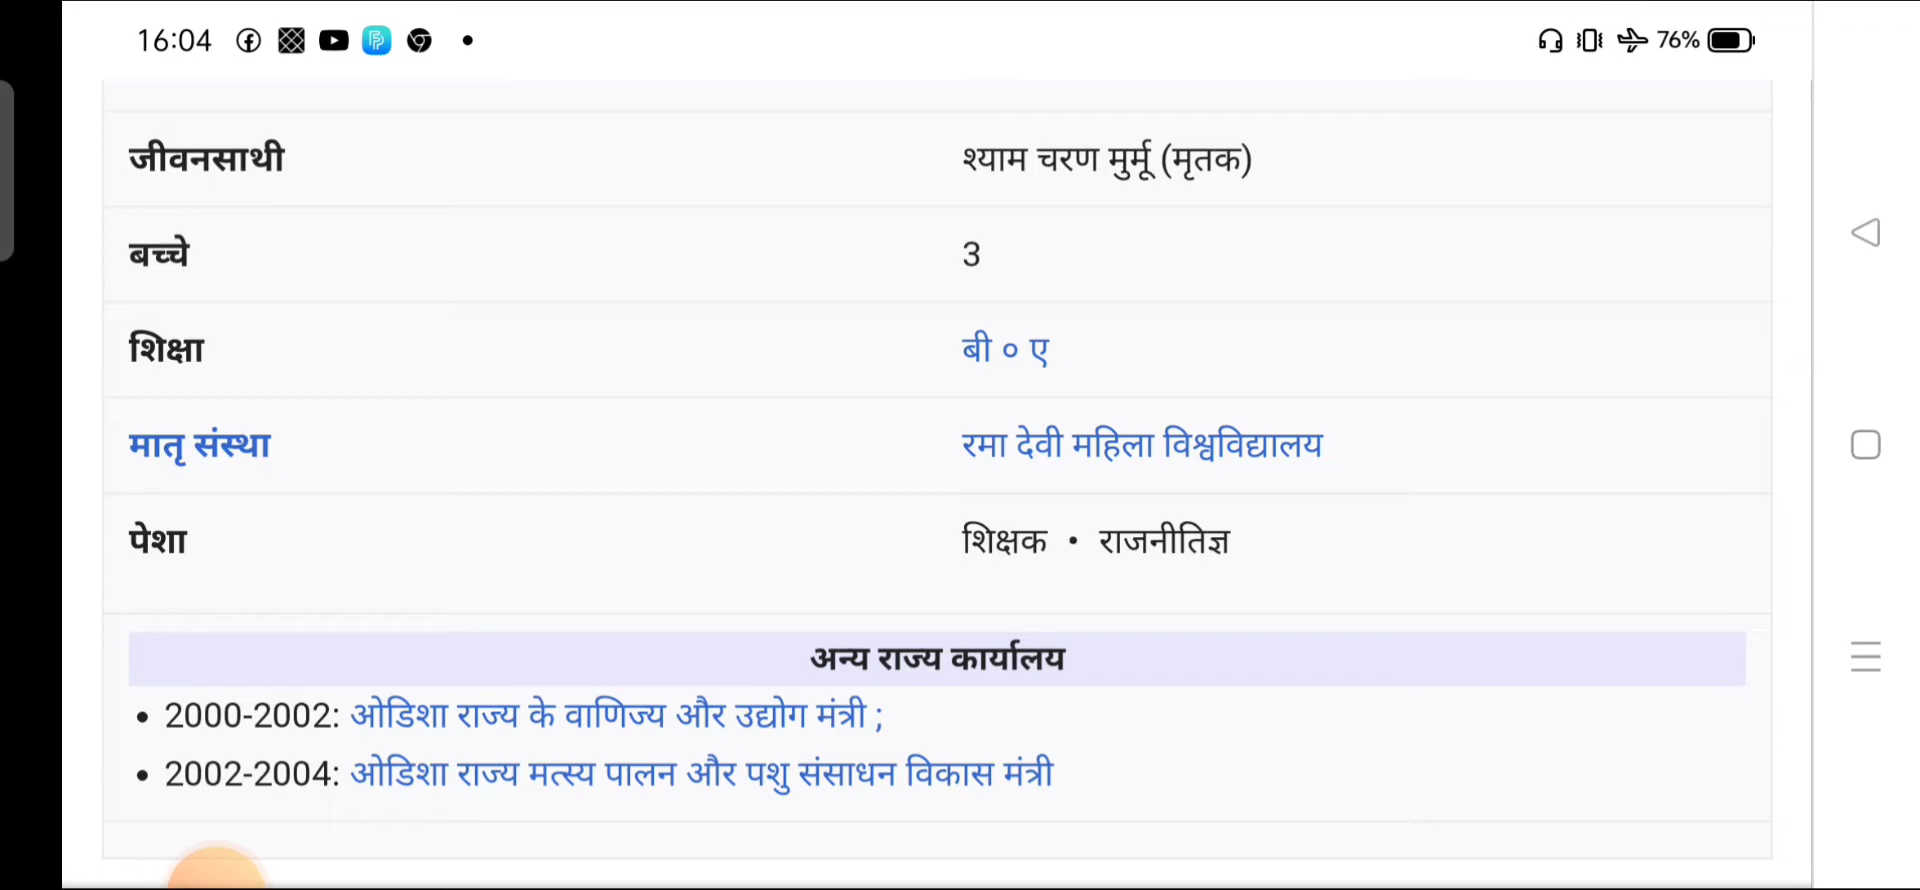 16:04
76%
जीवनसाथी श्याम चरण मुर्मू (मृतक)
बच्चे 3
शिक्षा बी ० ए
मातृ संस्था रमा देवी महिला विश्वविद्यालय
पेशा शिक्षक • राजनीतिज्ञ
अन्य राज्य कार्यालय
• 2000-2002: ओडिशा राज्य के वाणिज्य और उद्योग मंत्री ;
• 2002-2004: ओडिशा राज्य मत्स्य पालन और पशु संसाधन विकास मंत्री